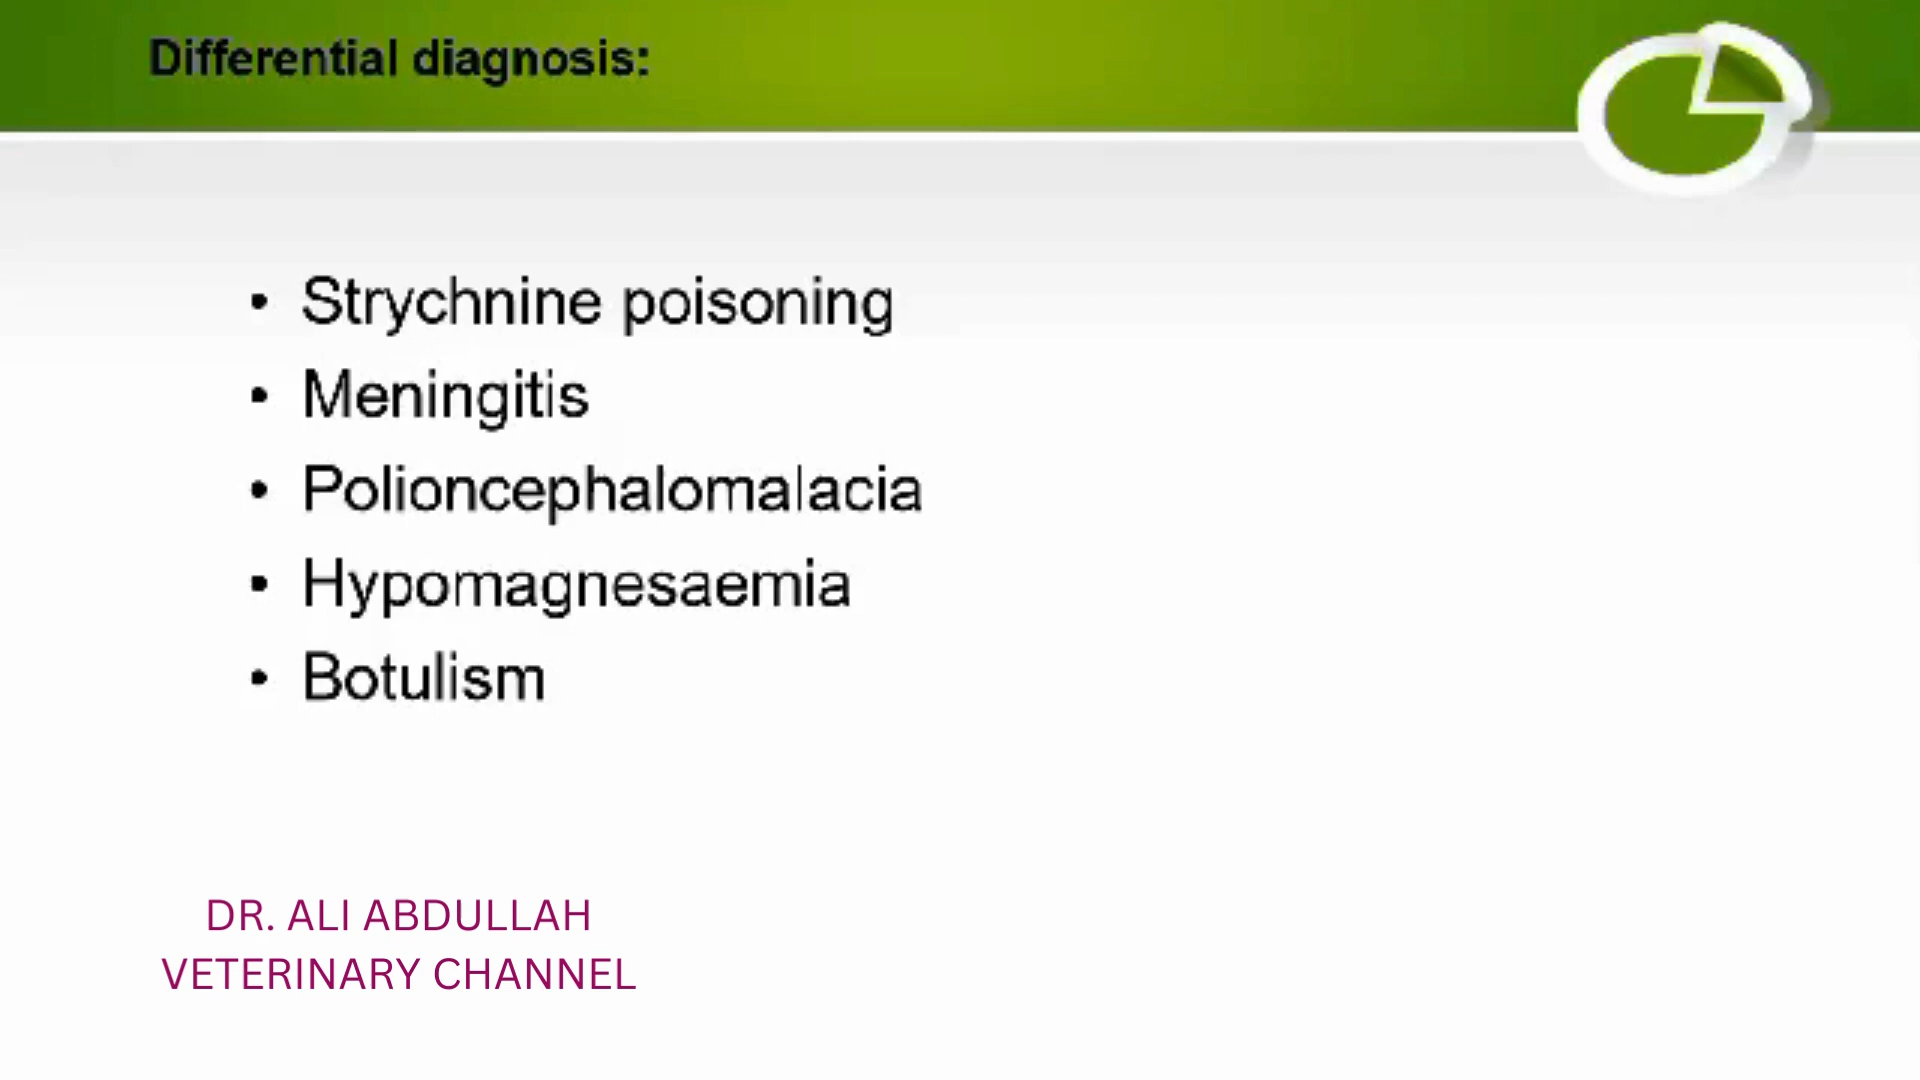 Differential diagnosis:
• Strychnine poisoning
• Meningitis
• Polioncephalomalacia
• Hypomagnesaemia
• Botulism
DR. ALI ABDULLAH
VETERINARY CHANNEL